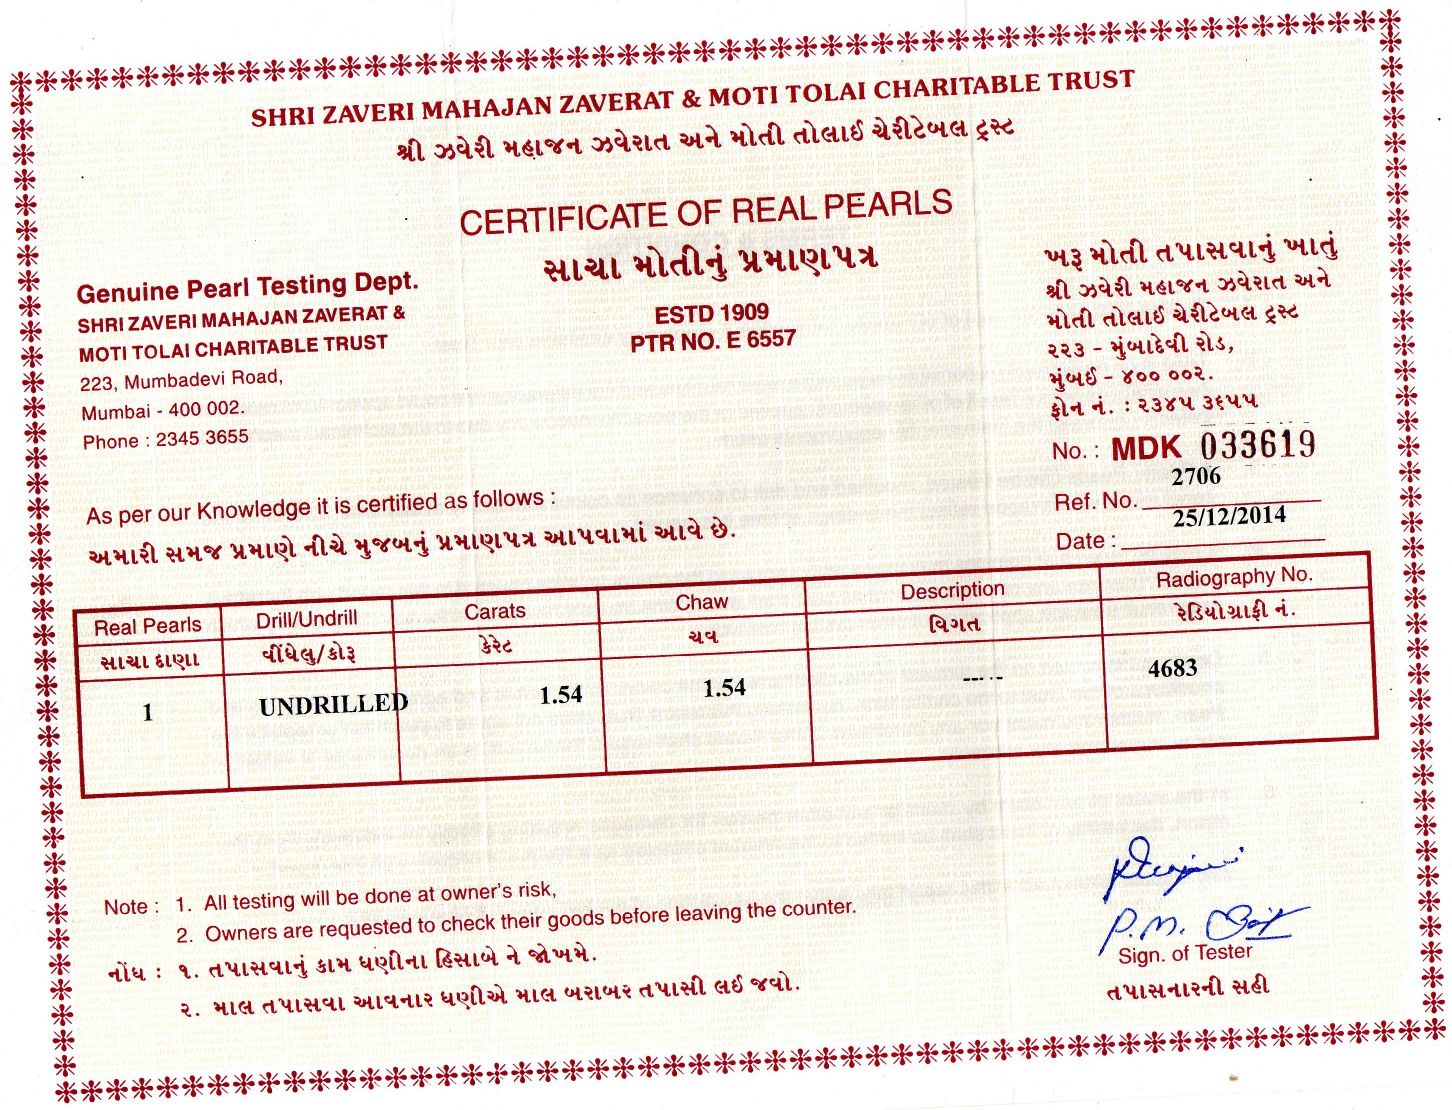 SHRI ZAVERI MAHAJAN ZAVERAT & MOTI TOLAI CHARITABLE TRUST
શ્રી ઝવેરી મહાજન ઝવેરાત અને મોતી તોલાઈ ચેરીટેબલ ટ્રસ્ટ
CERTIFICATE OF REAL PEARLS
સાચા મોતીનું પ્રમાણપત્ર
ESTD 1909
PTR NO. E 6557
Genuine Pearl Testing Dept.
SHRI ZAVERI MAHAJAN ZAVERAT &
MOTI TOLAI CHARITABLE TRUST
223, Mumbadevi Road,
Mumbai - 400 002.
Phone : 2345 3655
ખરૂ મોતી તપાસવાનું ખાતું
શ્રી ઝવેરી મહાજન ઝવેરાત અને
મોતી તોલાઈ ચેરીટેબલ ટ્રસ્ટ
૨૨૩ - મુંબાદેવી રોડ,
મુંબઈ - ૪૦૦ ૦૦૨.
ફોન નં. : ૨૩૪૫ ૩૬૫૫
No. : MDK 033619
Ref. No. 2706
Date : 25/12/2014
As per our Knowledge it is certified as follows :
અમારી સમજ પ્રમાણે નીચે મુજબનું પ્રમાણપત્ર આપવામાં આવે છે.
Real Pearls Drill/Undrill Carats Chaw Description Radiography No.
સાચા દાણા વીંધેલુ/કોરૂ કેરેટ ચવ વિગત રેડિયોગ્રાફી નં.
1 UNDRILLED 1.54 1.54 ----- 4683
Note : 1. All testing will be done at owner's risk,
2. Owners are requested to check their goods before leaving the counter.
નોંધ : ૧. તપાસવાનું કામ ધણીના હિસાબે ને જોખમે.
૨. માલ તપાસવા આવનાર ધણીએ માલ બરાબર તપાસી લઈ જવો.
P.M.
Sign. of Tester
તપાસનારની સહી